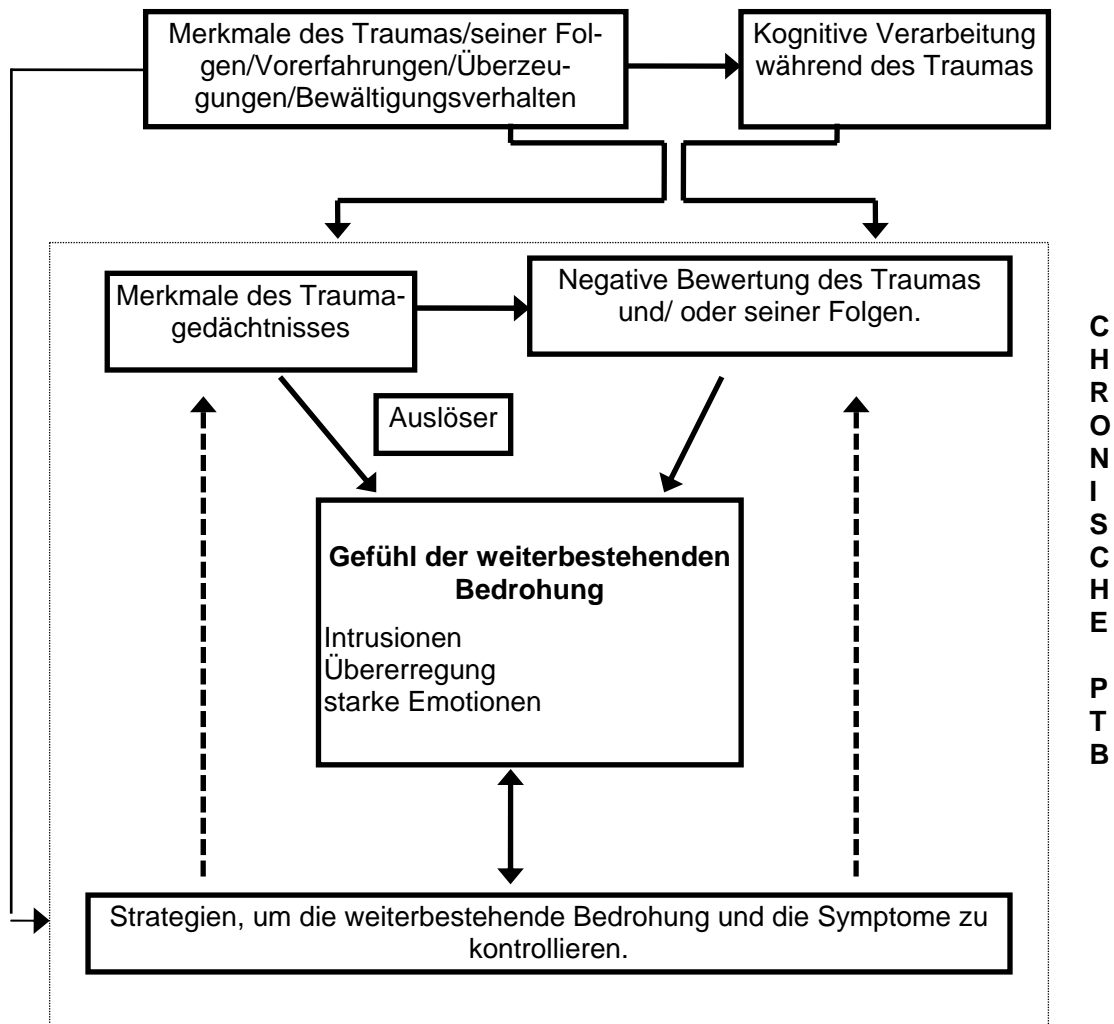 Merkmale des Traumas/seiner Fol-
gen/Vorerfahrungen/Überzeu-
gungen/Bewältigungsverhalten
Kognitive Verarbeitung
während des Traumas
Merkmale des Trauma-
gedächtnisses
Negative Bewertung des Traumas
und/ oder seiner Folgen.
Auslöser
Gefühl der weiterbestehenden
Bedrohung
Intrusionen
Übererregung
starke Emotionen
Strategien, um die weiterbestehende Bedrohung und die Symptome zu
kontrollieren.
C
H
R
O
N
I
S
C
H
E
P
T
B